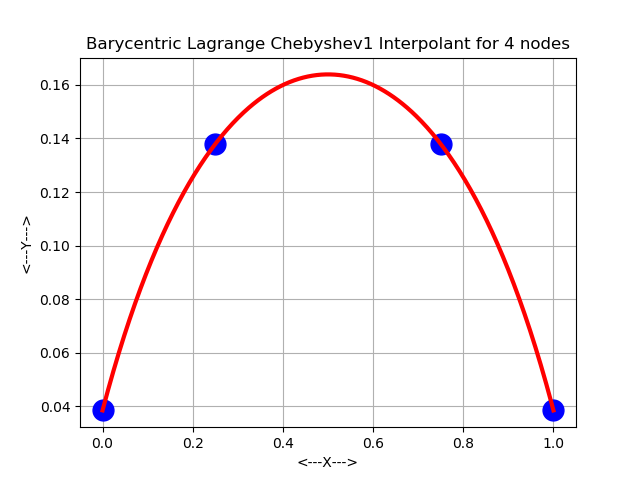 Barycentric Lagrange Chebyshev1 Interpolant for 4 nodes
0.16
0.14
0.12
0.10
0.08
0.06
0.04
<---Y--->
0.0 0.2 0.4 0.6 0.8 1.0
<---X--->